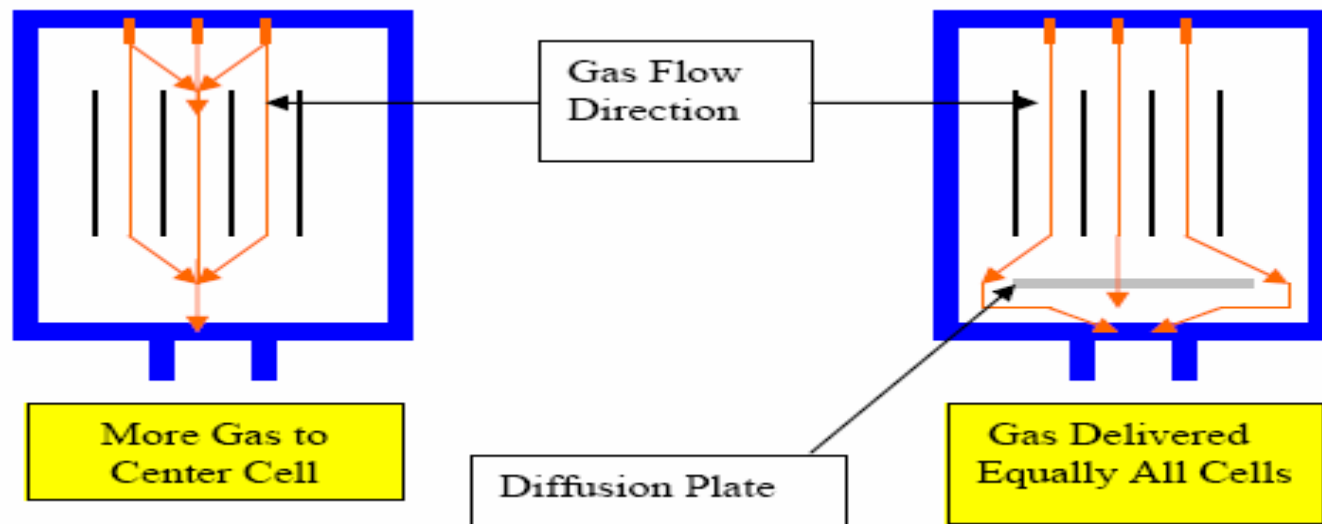 Gas Flow
Direction
More Gas to
Center Cell
Diffusion Plate
Gas Delivered
Equally All Cells